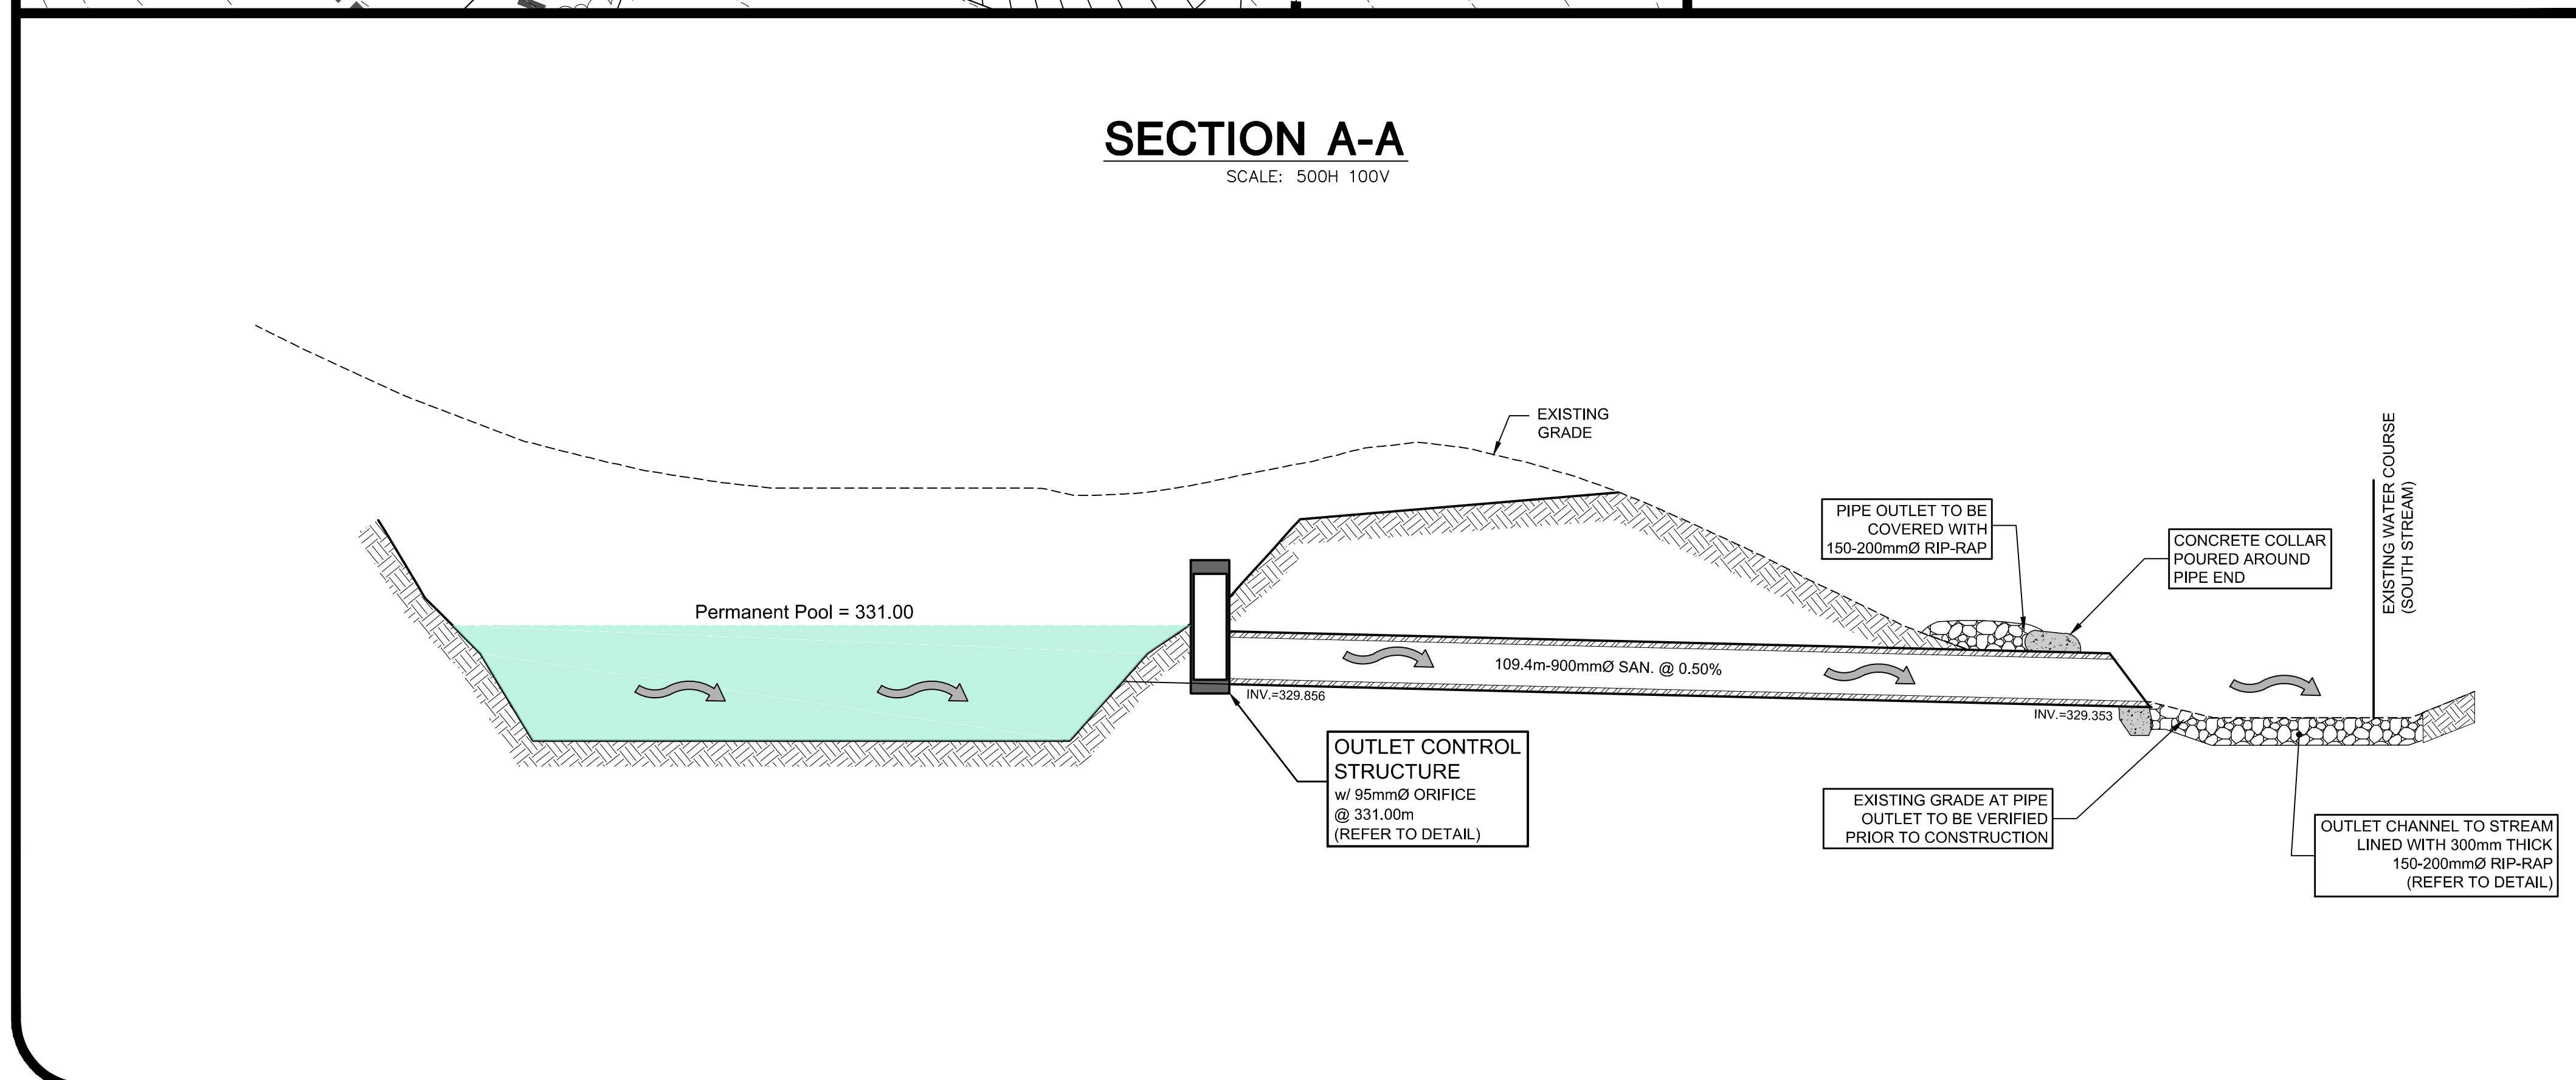 SECTION A-A
SCALE: 500H 100V
EXISTING
GRADE
PIPE OUTLET TO BE
COVERED WITH
150-200mmØ RIP-RAP
CONCRETE COLLAR
POURED AROUND
PIPE END
EXISTING WATER COURSE
(SOUTH STREAM)
Permanent Pool = 331.00
109.4m-900mmØ SAN. @ 0.50%
INV.=329.856
INV.=329.353
OUTLET CONTROL
STRUCTURE
w/ 95mmØ ORIFICE
@ 331.00m
(REFER TO DETAIL)
EXISTING GRADE AT PIPE
OUTLET TO BE VERIFIED
PRIOR TO CONSTRUCTION
OUTLET CHANNEL TO STREAM
LINED WITH 300mm THICK
150-200mmØ RIP-RAP
(REFER TO DETAIL)